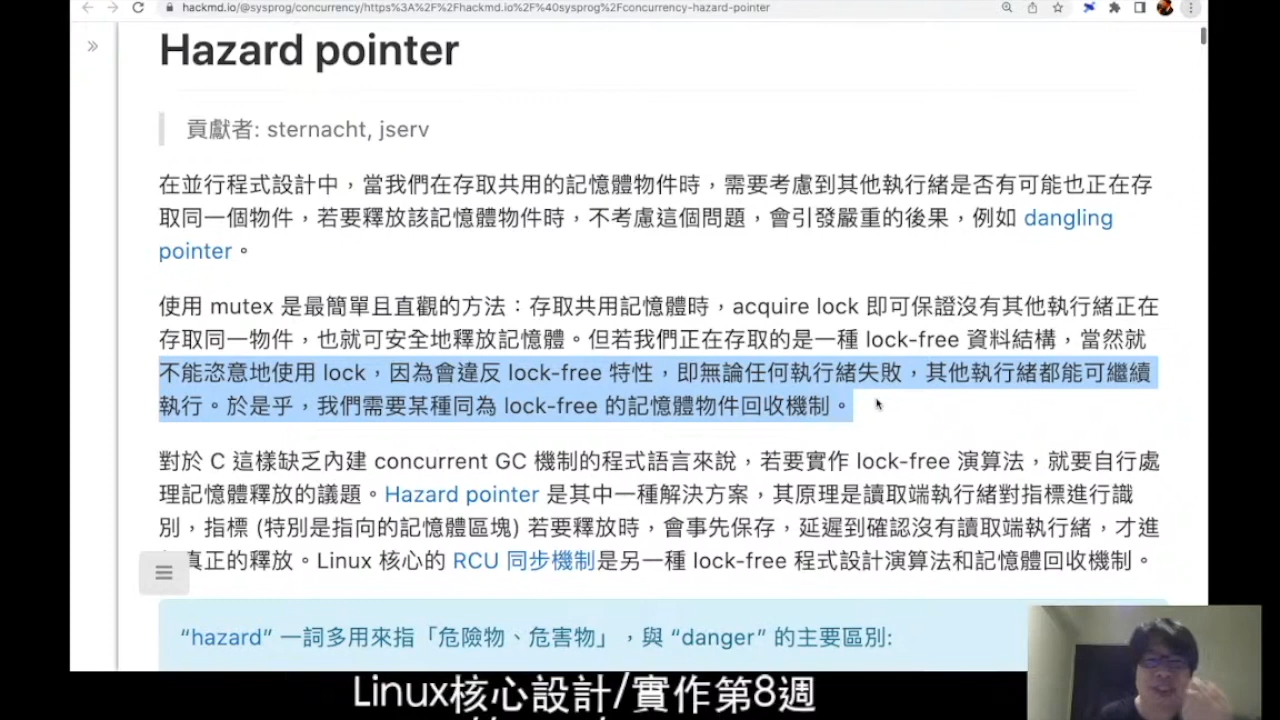 hackmd.io/@sysprog/concurrency/https%3A%2F%2Fhackmd.io%2F%40sysprog%2Fconcurrency-hazard-pointer
Hazard pointer
貢獻者: sternacht, jserv
在並行程式設計中，當我們在存取共用的記憶體物件時，需要考慮到其他執行緒是否有可能也正在存
取同一個物件，若要釋放該記憶體物件時，不考慮這個問題，會引發嚴重的後果，例如 dangling
pointer。
使用 mutex 是最簡單且直觀的方法：存取共用記憶體時，acquire lock 即可保證沒有其他執行緒正在
存取同一物件，也就可安全地釋放記憶體。但若我們正在存取的是一種 lock-free 資料結構，當然就
不能恣意地使用 lock，因為會違反 lock-free 特性，即無論任何執行緒失敗，其他執行緒都能可繼續
執行。於是乎，我們需要某種同為 lock-free 的記憶體物件回收機制。
對於 C 這樣缺乏內建 concurrent GC 機制的程式語言來說，若要實作 lock-free 演算法，就要自行處
理記憶體釋放的議題。Hazard pointer 是其中一種解決方案，其原理是讀取端執行緒對指標進行識
別，指標 (特別是指向的記憶體區塊) 若要釋放時，會事先保存，延遲到確認沒有讀取端執行緒，才進
真正的釋放。Linux 核心的 RCU 同步機制是另一種 lock-free 程式設計演算法和記憶體回收機制。
“hazard” 一詞多用來指「危險物、危害物」，與 “danger” 的主要區別:
Linux核心設計/實作第8週